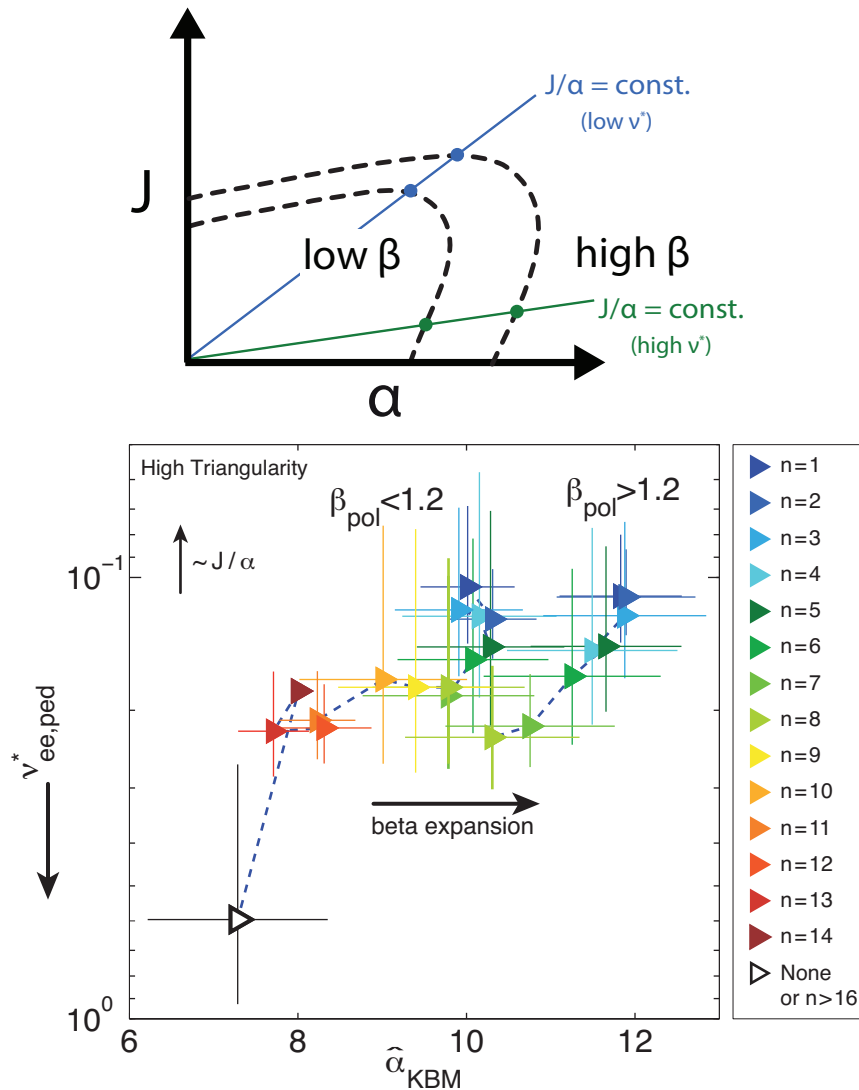 J/α = const.
(low ν*)
J
low β
high β
J/α = const.
(high ν*)
α
High Triangularity
β_pol<1.2
β_pol>1.2
~J/α
10^-1
ν*_ee,ped
beta expansion
10^0
6
8
10
12
α̂_KBM
n=1
n=2
n=3
n=4
n=5
n=6
n=7
n=8
n=9
n=10
n=11
n=12
n=13
n=14
None
or n>16